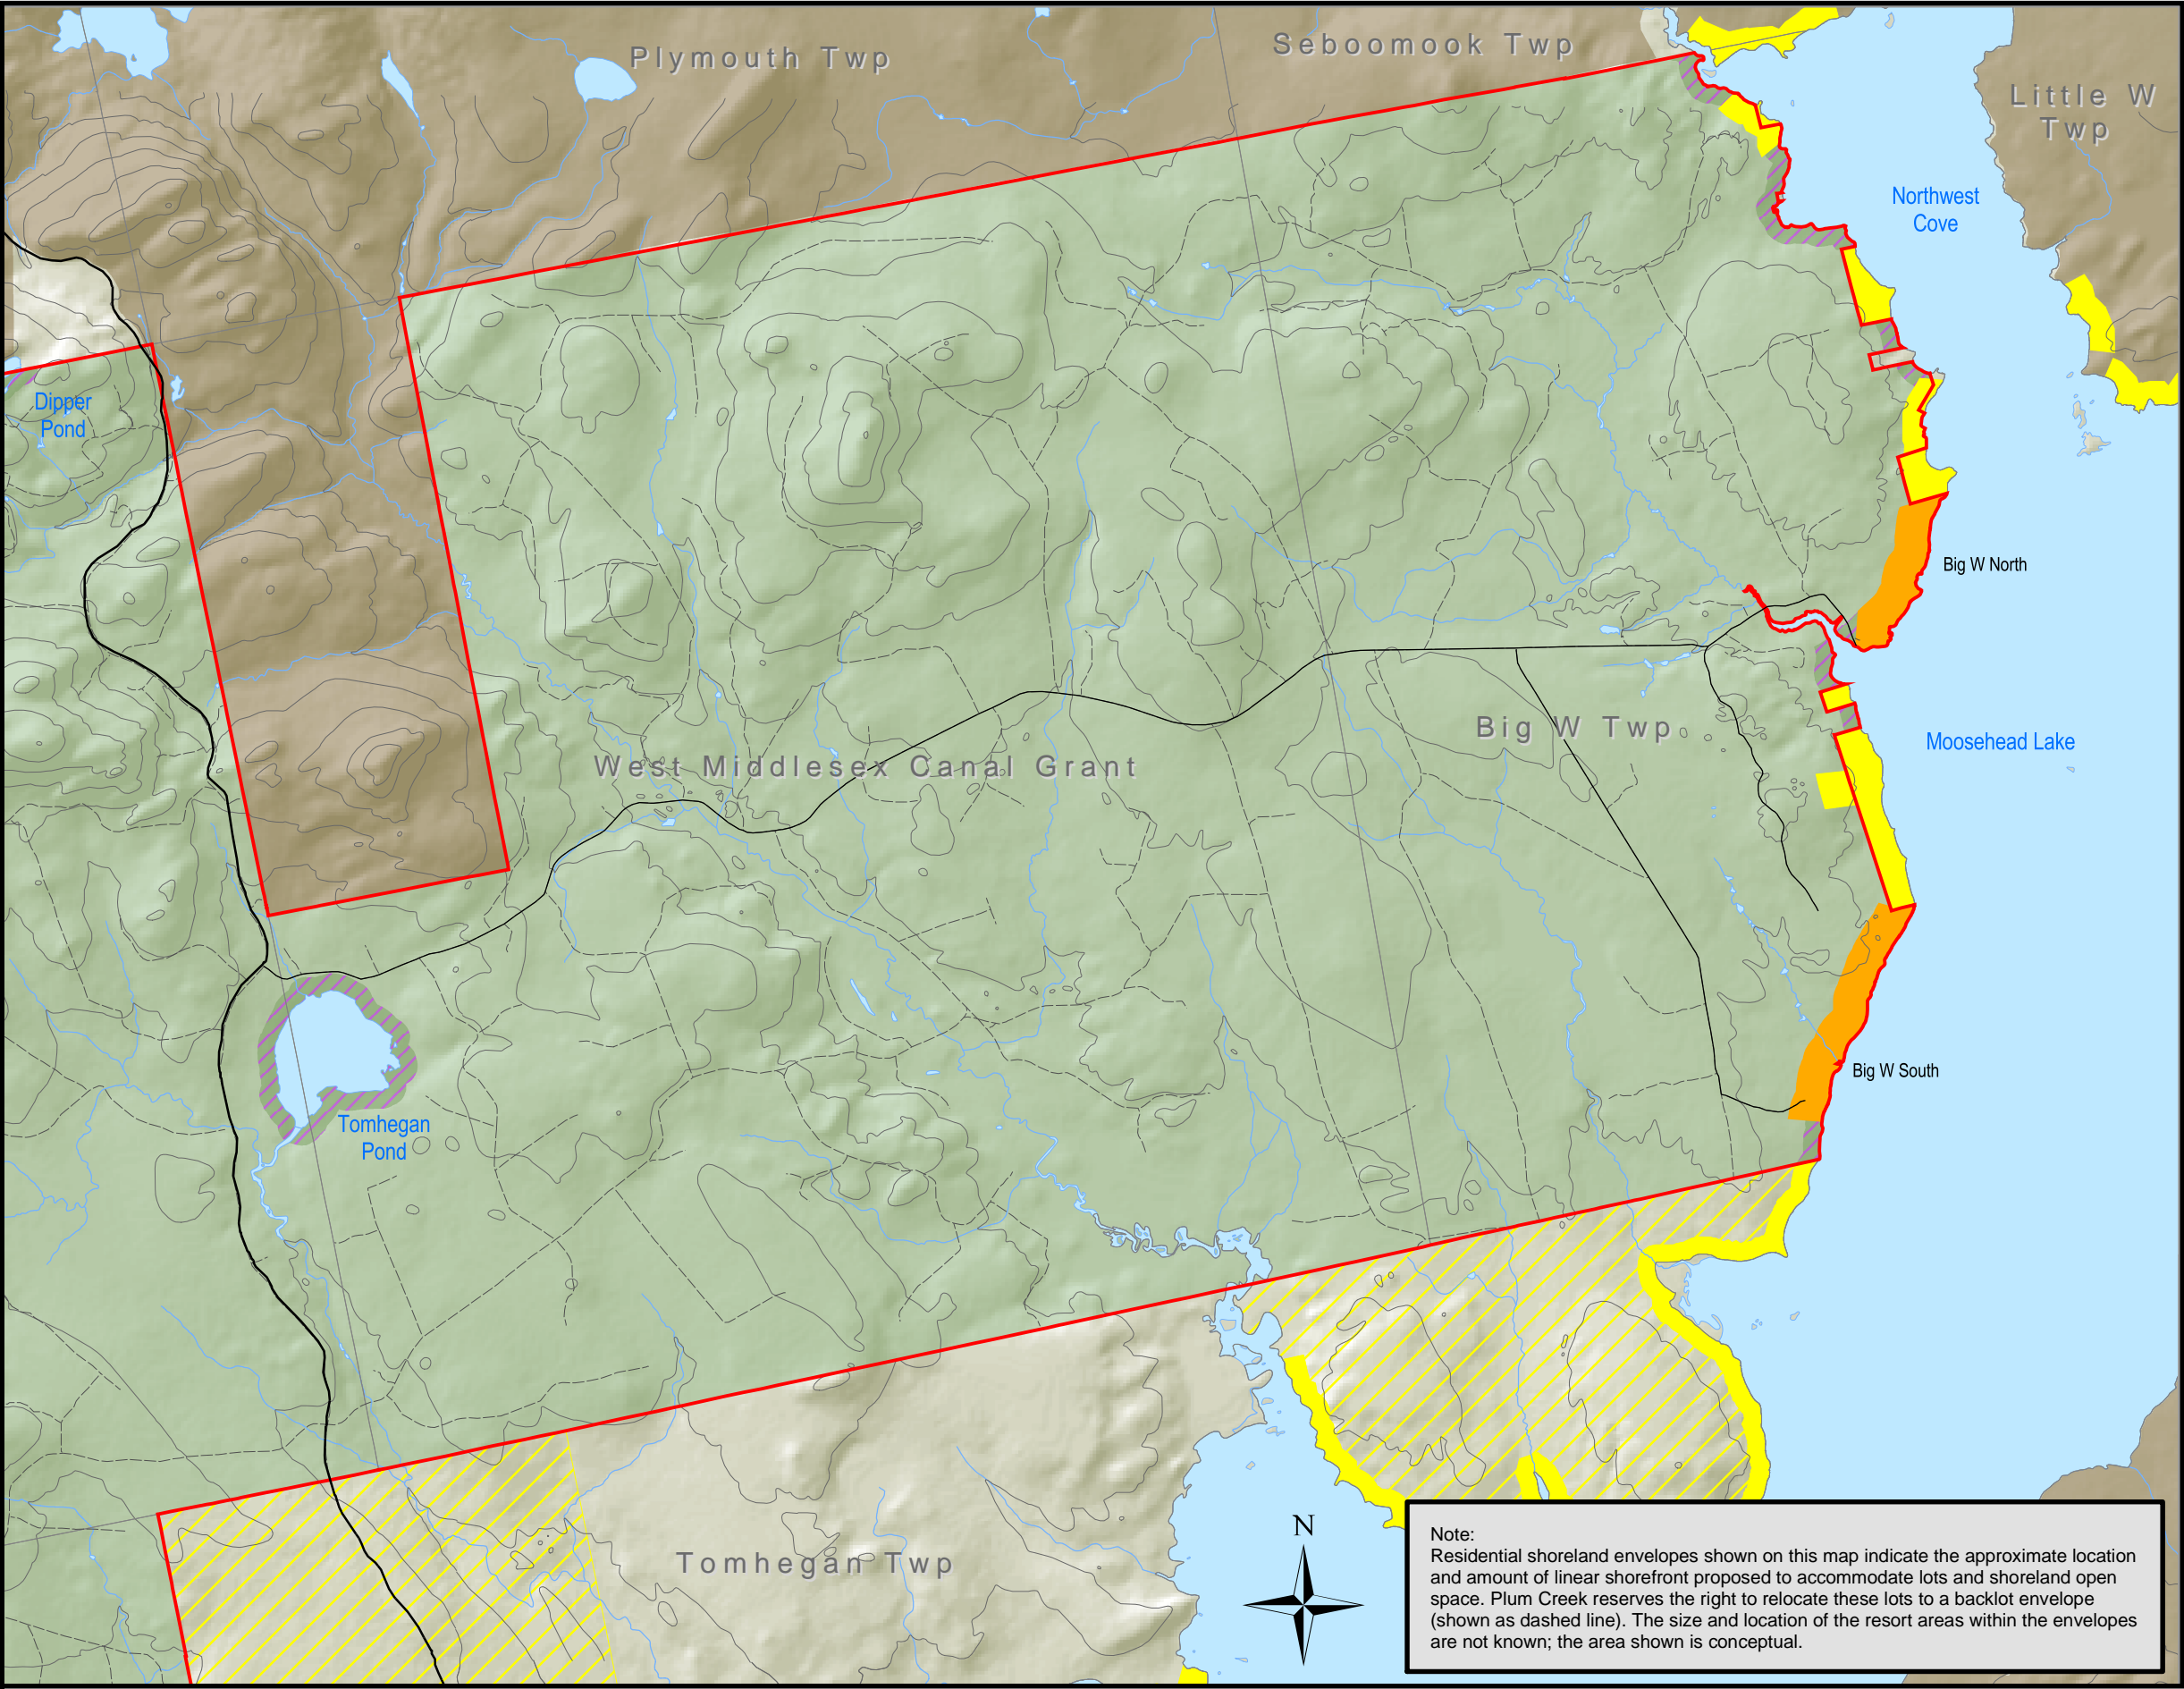 Plymouth Twp
Seboomook Twp
Little W
Twp
Northwest
Cove
Dipper
Pond
Big W North
Big W Twp
Moosehead Lake
West Middlesex Canal Grant
Big W South
Tomhegan
Pond
Tomhegan Twp
N
Note:
Residential shoreland envelopes shown on this map indicate the approximate location
and amount of linear shorefront proposed to accommodate lots and shoreland open
space. Plum Creek reserves the right to relocate these lots to a backlot envelope
(shown as dashed line). The size and location of the resort areas within the envelopes
are not known; the area shown is conceptual.